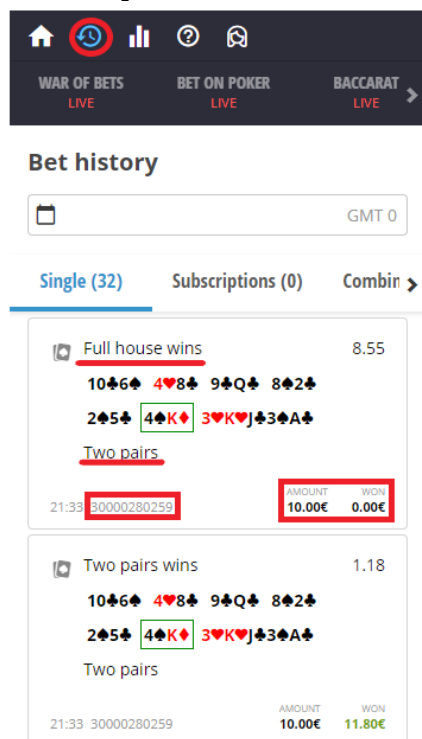 WAR OF BETS BET ON POKER BACCARAT
LIVE LIVE LIVE
Bet history
GMT 0
Single (32) Subscriptions (0) Combin
Full house wins 8.55
10♣6♠ 4♥8♣ 9♣Q♣ 8♠2♣
2♠5♣ 4♠K♦ 3♥K♥J♣3♠A♣
Two pairs
AMOUNT WON
21:33 30000280259 10.00€ 0.00€
Two pairs wins 1.18
10♣6♠ 4♥8♣ 9♣Q♣ 8♠2♣
2♠5♣ 4♠K♦ 3♥K♥J♣3♠A♣
Two pairs
AMOUNT WON
21:33 30000280259 10.00€ 11.80€